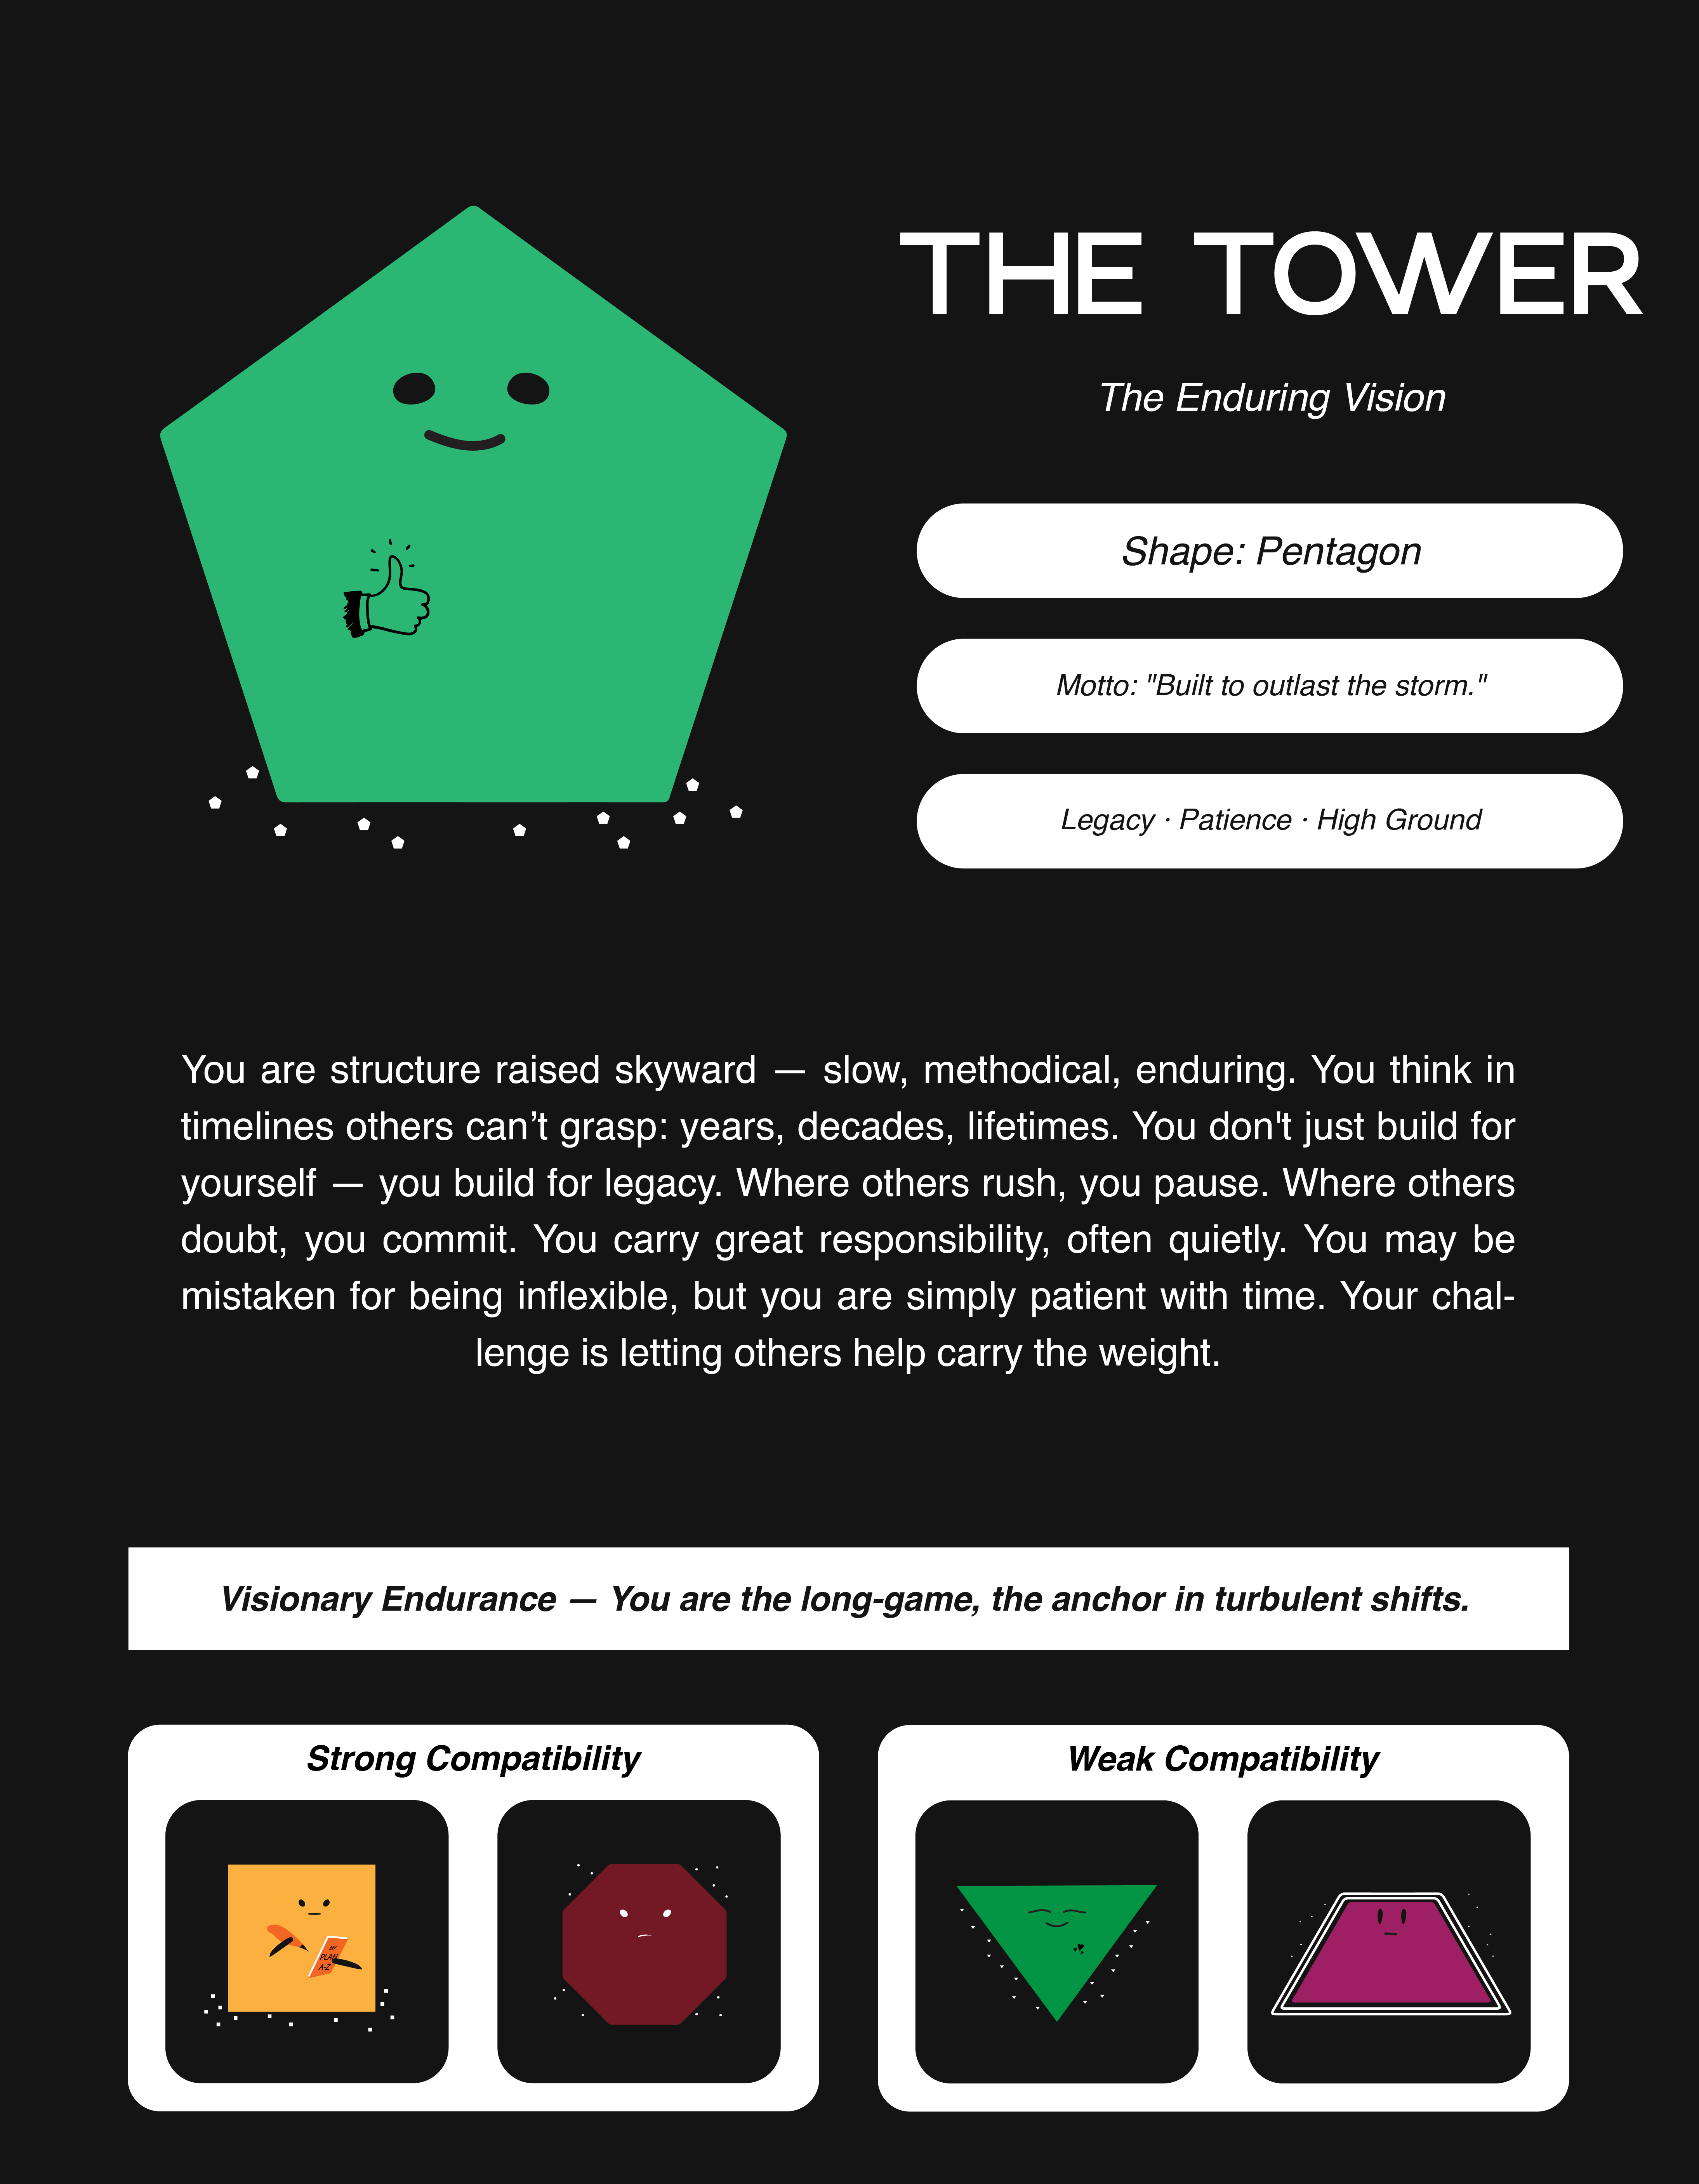 THE TOWER
The Enduring Vision
Shape: Pentagon
Motto: "Built to outlast the storm."
Legacy · Patience · High Ground
You are structure raised skyward — slow, methodical, enduring. You think in
timelines others can’t grasp: years, decades, lifetimes. You don't just build for
yourself — you build for legacy. Where others rush, you pause. Where others
doubt, you commit. You carry great responsibility, often quietly. You may be
mistaken for being inflexible, but you are simply patient with time. Your chal-
lenge is letting others help carry the weight.
Visionary Endurance — You are the long-game, the anchor in turbulent shifts.
Strong Compatibility
MY
PLAN
A-Z
Weak Compatibility